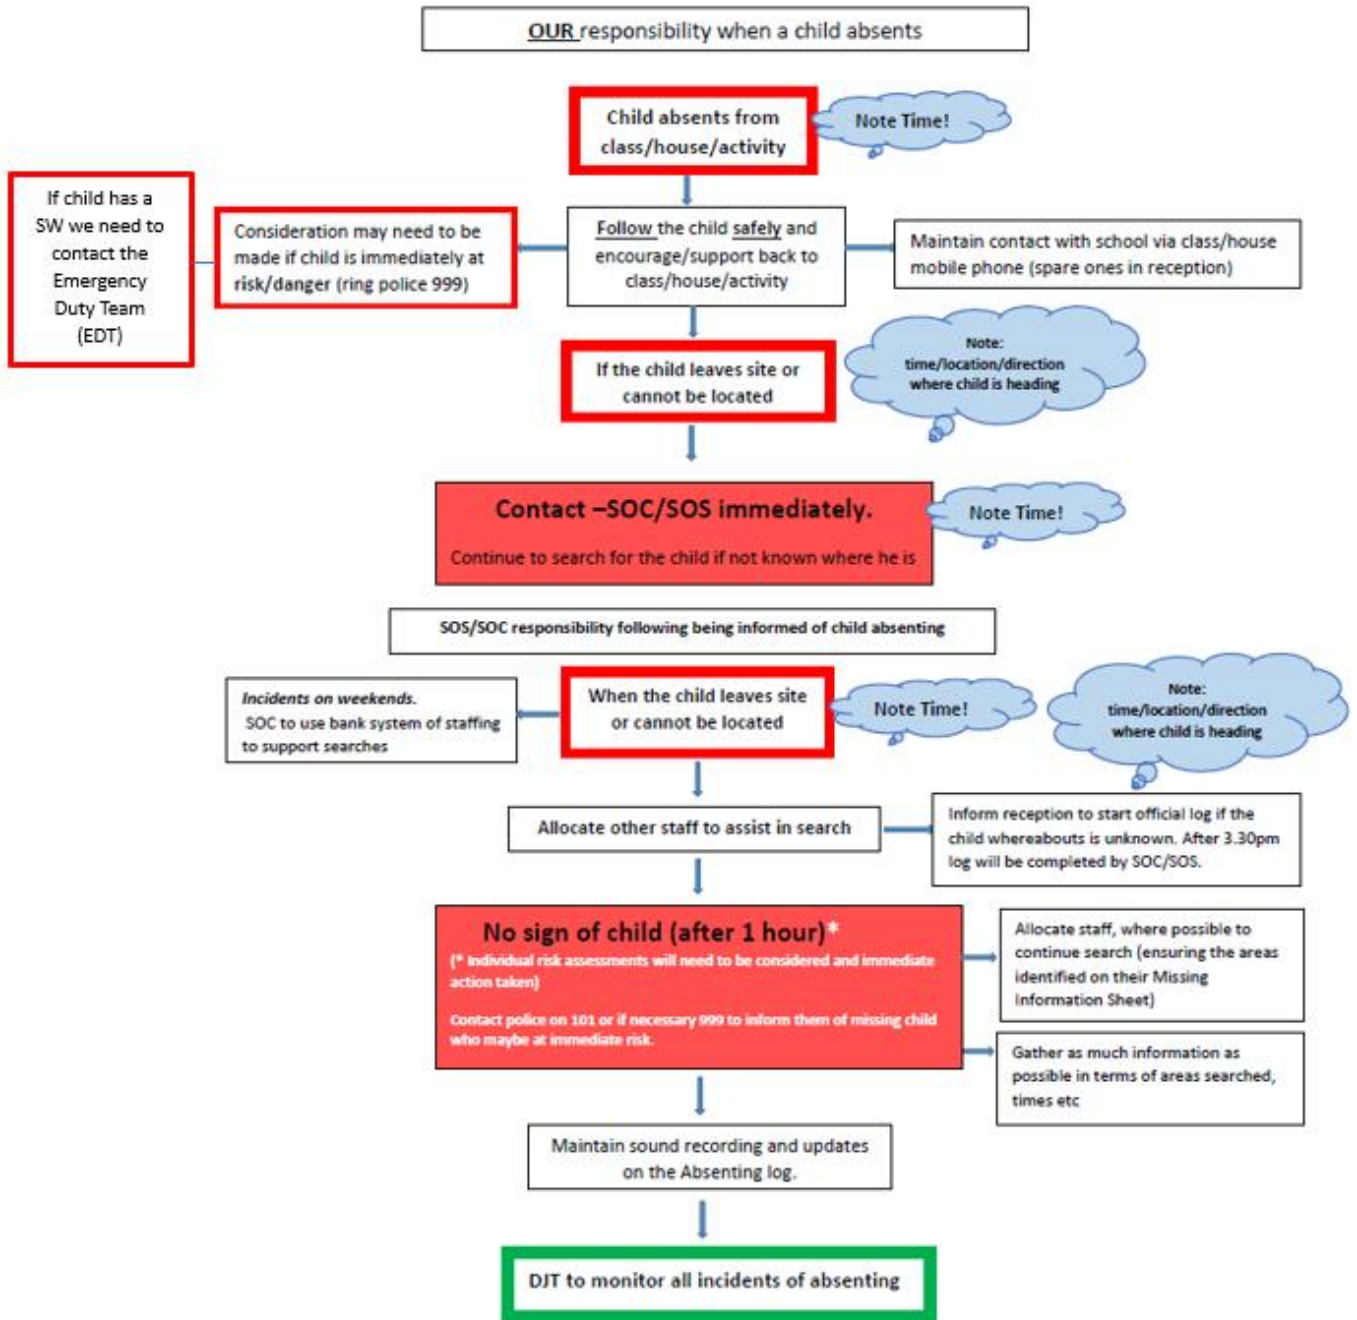 OUR responsibility when a child absents
Child absents from
class/house/activity
Note Time!
If child has a
SW we need to
contact the
Emergency
Duty Team
(EDT)
Consideration may need to be
made if child is immediately at
risk/danger (ring police 999)
Follow the child safely and
encourage/support back to
class/house/activity
Maintain contact with school via class/house
mobile phone (spare ones in reception)
If the child leaves site or
cannot be located
Note:
time/location/direction
where child is heading
Contact –SOC/SOS immediately.
Continue to search for the child if not known where he is
Note Time!
SOS/SOC responsibility following being informed of child absenting
Incidents on weekends.
SOC to use bank system of staffing
to support searches
When the child leaves site
or cannot be located
Note Time!
Note:
time/location/direction
where child is heading
Allocate other staff to assist in search
Inform reception to start official log if the
child whereabouts is unknown. After 3.30pm
log will be completed by SOC/SOS.
No sign of child (after 1 hour)*
(* Individual risk assessments will need to be considered and immediate
action taken)
Contact police on 101 or if necessary 999 to inform them of missing child
who maybe at immediate risk.
Allocate staff, where possible to
continue search (ensuring the areas
identified on their Missing
Information Sheet)
Gather as much information as
possible in terms of areas searched,
times etc
Maintain sound recording and updates
on the Absenting log.
DJT to monitor all incidents of absenting